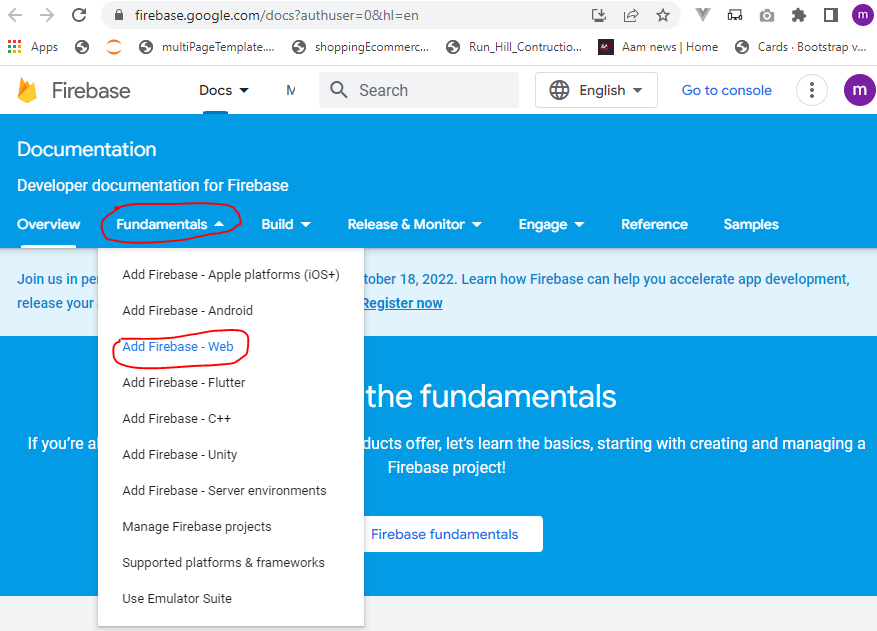 firebase.google.com/docs?authuser=0&hl=en
m
Apps
multiPageTemplate....
shoppingEcommerc...
Run_Hill_Contructio...
Aam news | Home
Cards · Bootstrap v...
Firebase
Docs
M
Search
English
Go to console
m
Documentation
Developer documentation for Firebase
Overview
Fundamentals
Build
Release & Monitor
Engage
Reference
Samples
Join us in per
tober 18, 2022. Learn how Firebase can help you accelerate app development,
release your
Register now
Add Firebase - Apple platforms (iOS+)
Add Firebase - Android
Add Firebase - Web
Add Firebase - Flutter
Add Firebase - C++
Add Firebase - Unity
Add Firebase - Server environments
Manage Firebase projects
Supported platforms & frameworks
Use Emulator Suite
the fundamentals
If you're al
ducts offer, let's learn the basics, starting with creating and managing a
Firebase project!
Firebase fundamentals